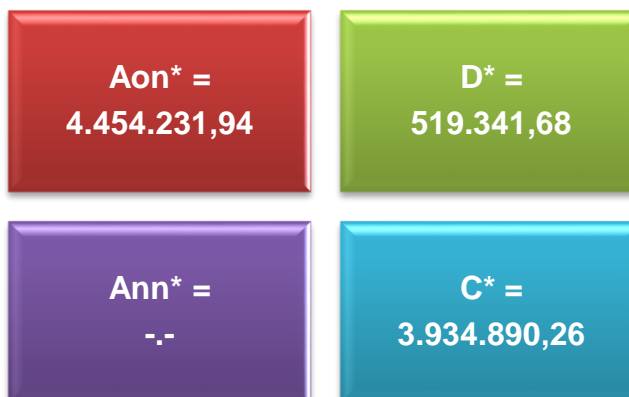 Aon* =
4.454.231,94
D* =
519.341,68
Ann* =
-.-
C* =
3.934.890,26